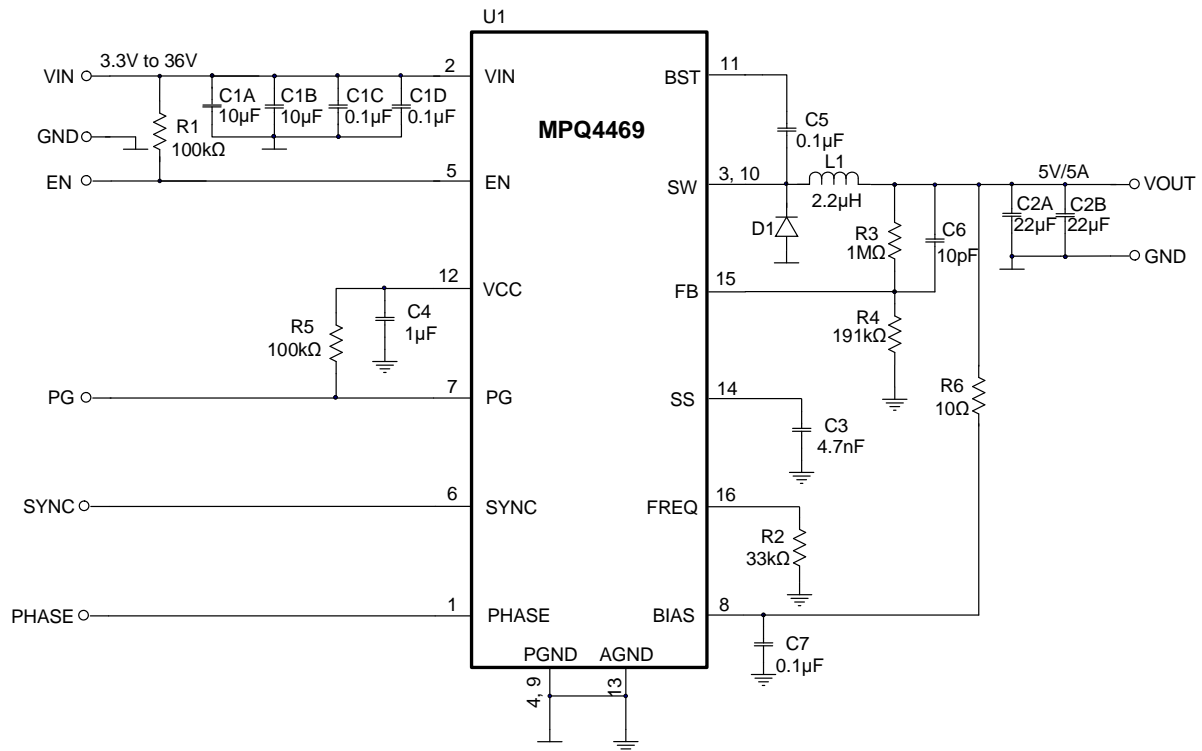 U1
VIN
3.3V to 36V
2
VIN
C1A
10µF
C1B
10µF
C1C
0.1µF
C1D
0.1µF
GND
R1
100kΩ
EN
5
EN
MPQ4469
BST
11
C5
0.1µF
SW
3, 10
L1
2.2µH
D1
5V/5A
VOUT
R3
1MΩ
C6
10pF
C2A
22µF
C2B
22µF
GND
12
VCC
C4
1µF
R5
100kΩ
FB
15
R4
191kΩ
R6
10Ω
PG
7
PG
SS
14
C3
4.7nF
SYNC
6
SYNC
FREQ
16
R2
33kΩ
PHASE
1
PHASE
BIAS
8
C7
0.1µF
PGND
AGND
4, 9
13